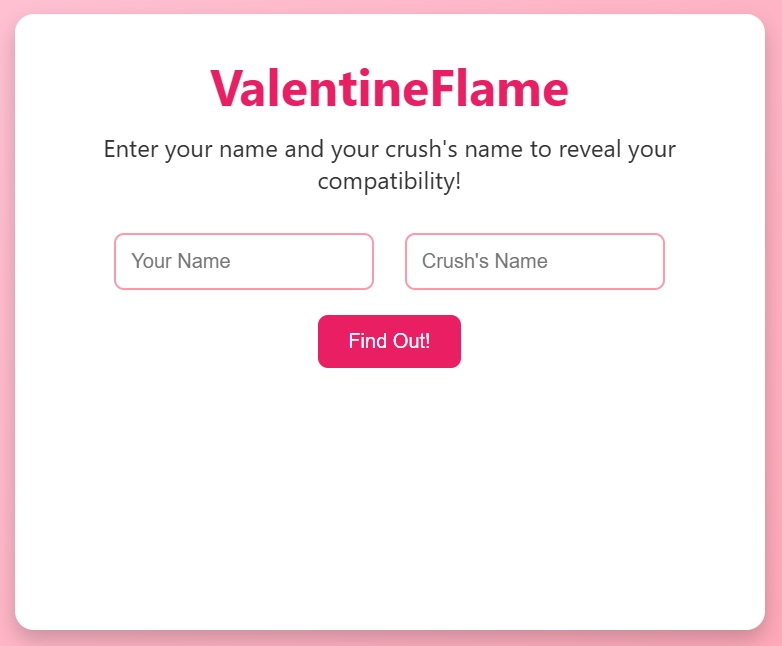 ValentineFlame
Enter your name and your crush's name to reveal your
compatibility!
Your Name
Crush's Name
Find Out!